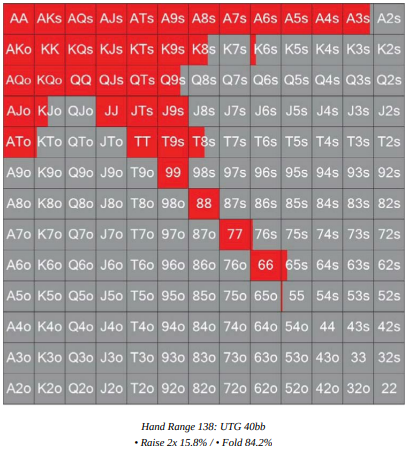 AA AKs AQs AJs ATs A9s A8s A7s A6s A5s A4s A3s A2s
AKo KK KQs KJs KTs K9s K8s K7s K6s K5s K4s K3s K2s
AQo KQo QQ QJs QTs Q9s Q8s Q7s Q6s Q5s Q4s Q3s Q2s
AJo KJo QJo JJ JTs J9s J8s J7s J6s J5s J4s J3s J2s
ATo KTo QTo JTo TT T9s T8s T7s T6s T5s T4s T3s T2s
A9o K9o Q9o J9o T9o 99 98s 97s 96s 95s 94s 93s 92s
A8o K8o Q8o J8o T8o 98o 88 87s 86s 85s 84s 83s 82s
A7o K7o Q7o J7o T7o 97o 87o 77 76s 75s 74s 73s 72s
A6o K6o Q6o J6o T6o 96o 86o 76o 66 65s 64s 63s 62s
A5o K5o Q5o J5o T5o 95o 85o 75o 65o 55 54s 53s 52s
A4o K4o Q4o J4o T4o 94o 84o 74o 64o 54o 44 43s 42s
A3o K3o Q3o J3o T3o 93o 83o 73o 63o 53o 43o 33 32s
A2o K2o Q2o J2o T2o 92o 82o 72o 62o 52o 42o 32o 22
Hand Range 138: UTG 40bb
• Raise 2x 15.8% / • Fold 84.2%